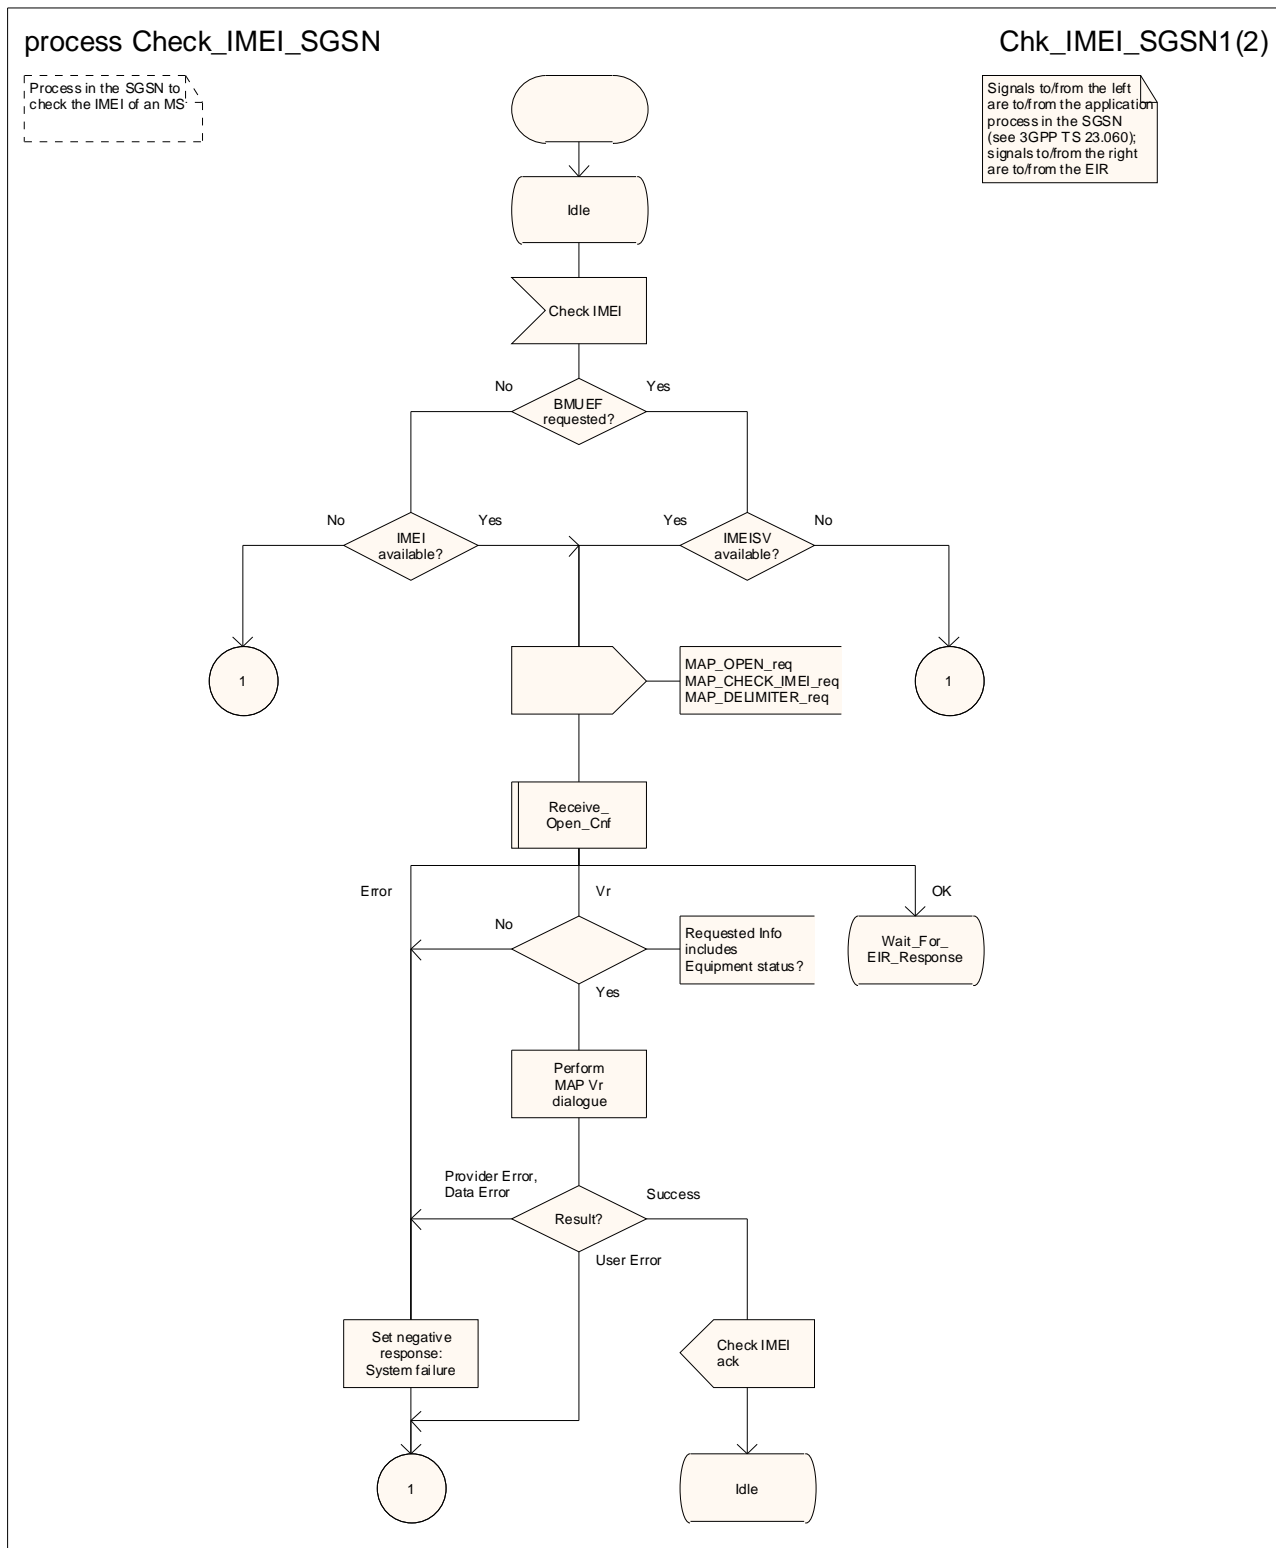 process Check_IMEI_SGSN
Chk_IMEI_SGSN1(2)
Process in the SGSN to
check the IMEI of an MS
Signals to/from the left
are to/from the application
process in the SGSN
(see 3GPP TS 23.060);
signals to/from the right
are to/from the EIR
Idle
Check IMEI
No
Yes
BMUEF
requested?
No
Yes
Yes
No
IMEI
available?
IMEISV
available?
1
MAP_OPEN_req
MAP_CHECK_IMEI_req
MAP_DELIMITER_req
1
Receive_
Open_Cnf
Error
Vr
OK
No
Requested Info
includes
Equipment status?
Wait_For_
EIR_Response
Yes
Perform
MAP Vr
dialogue
Provider Error,
Data Error
Success
Result?
User Error
Set negative
response:
System failure
Check IMEI
ack
1
Idle